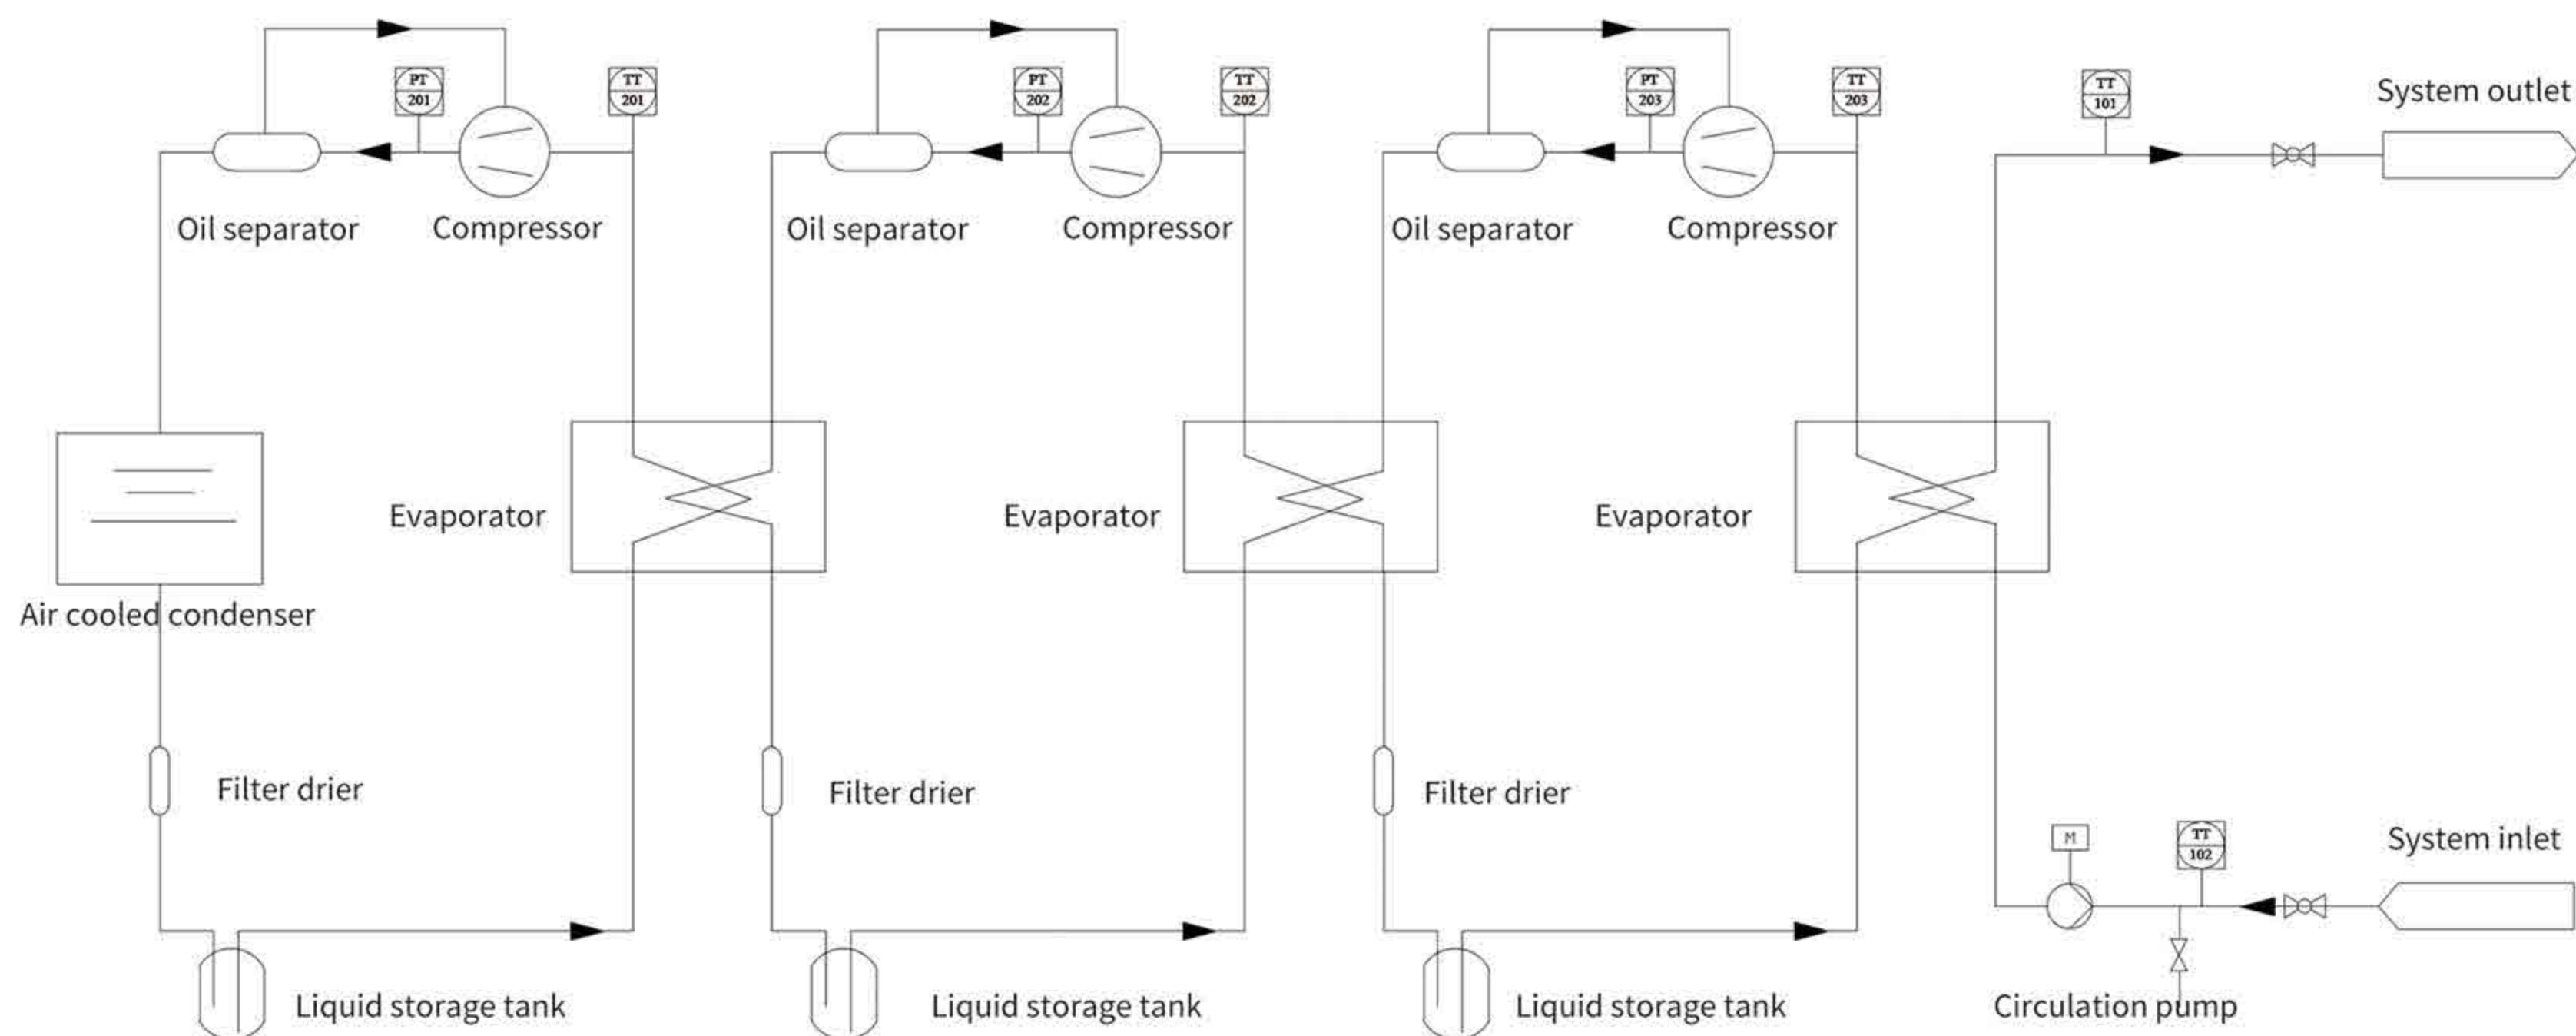 PT
201
TT
201
PT
202
TT
202
PT
203
TT
203
TT
101
System outlet
Oil separator
Compressor
Oil separator
Compressor
Oil separator
Compressor
Evaporator
Evaporator
Evaporator
Air cooled condenser
Filter drier
Filter drier
Filter drier
M
TT
102
System inlet
Liquid storage tank
Liquid storage tank
Liquid storage tank
Circulation pump